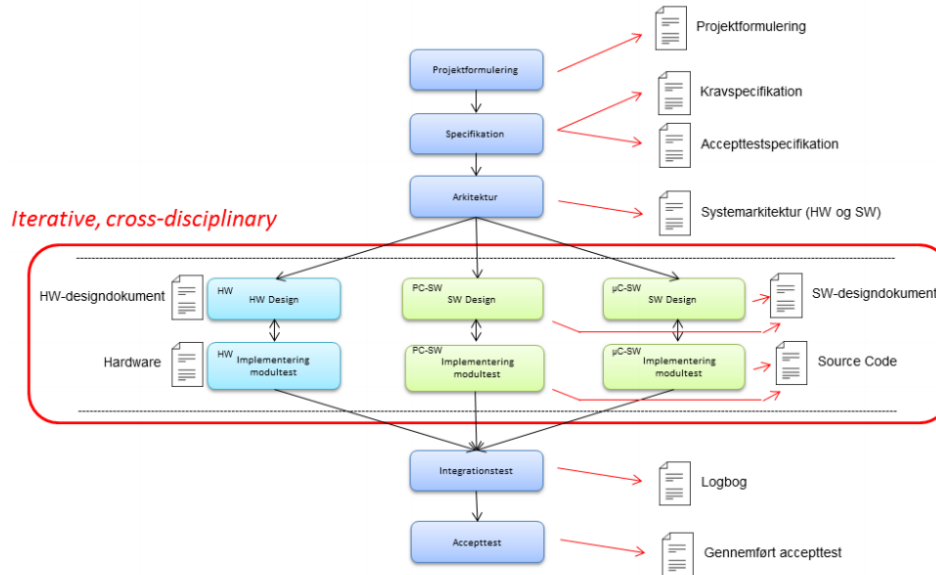 Projektformulering
Projektformulering
Kravspecifikation
Specifikation
Accepttestspecifikation
Arkitektur
Systemarkitektur (HW og SW)
Iterative, cross-disciplinary
HW-designdokument
HW
HW Design
PC-SW
SW Design
µC-SW
SW Design
SW-designdokument
Hardware
HW
Implementering
modultest
PC-SW
Implementering
modultest
µC-SW
Implementering
modultest
Source Code
Integrationstest
Logbog
Accepttest
Gennemført accepttest